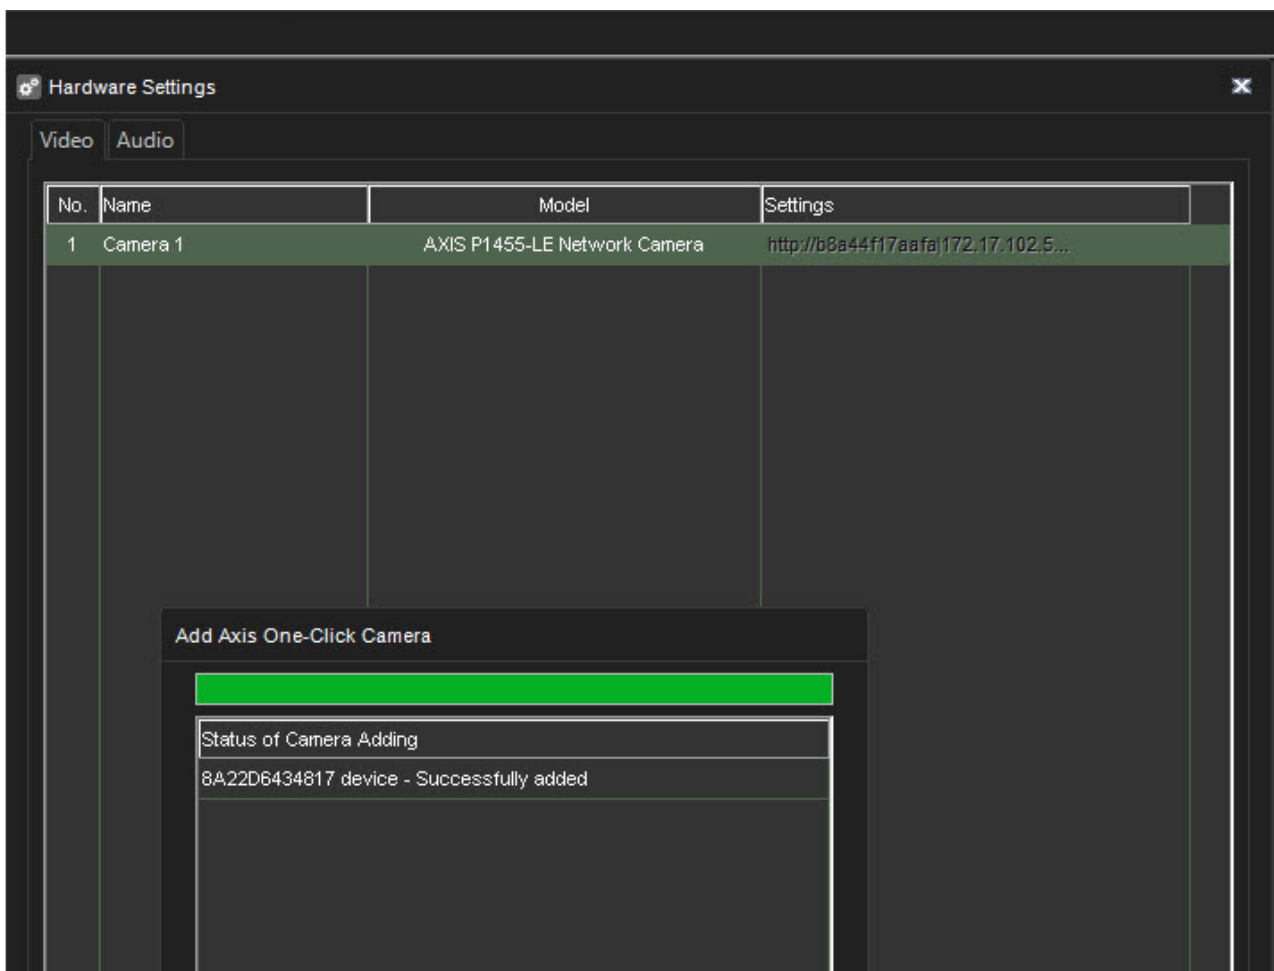 Hardware Settings
Video Audio
No. Name Model Settings
1 Camera 1 AXIS P1455-LE Network Camera http://b8a44f17aafa|172.17.102.5...
Add Axis One-Click Camera
Status of Camera Adding
8A22D6434817 device - Successfully added